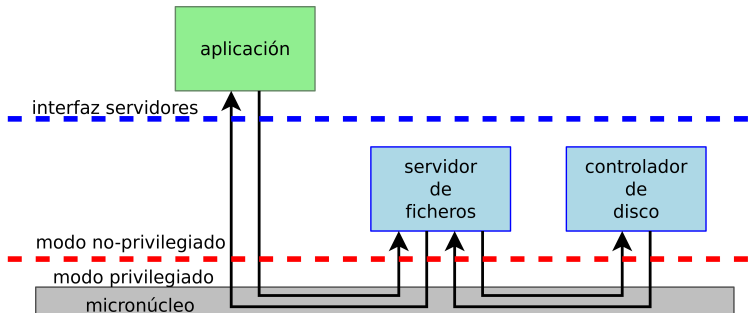 aplicación
interfaz servidores
servidor
de
ficheros
controlador
de
disco
modo no-privilegiado
modo privilegiado
micronúcleo